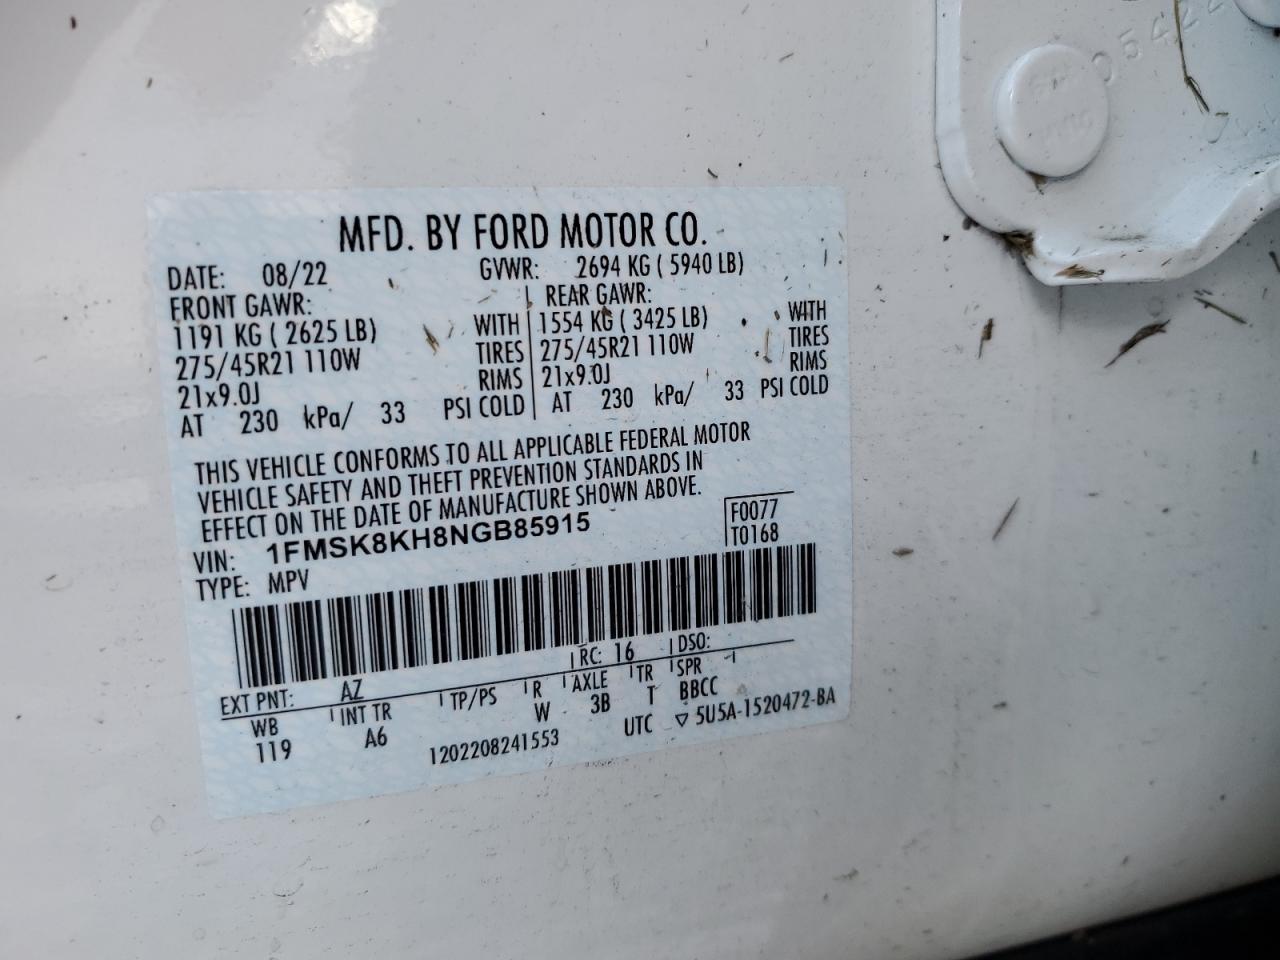 MFD. BY FORD MOTOR CO.
DATE: 08/22 GVWR: 2694 KG ( 5940 LB)
FRONT GAWR: REAR GAWR:
1191 KG ( 2625 LB) WITH 1554 KG ( 3425 LB) WITH
275/45R21 110W TIRES 275/45R21 110W TIRES
21x9.0J RIMS 21x9.0J RIMS
AT 230 kPa/ 33 PSI COLD AT 230 kPa/ 33 PSI COLD
THIS VEHICLE CONFORMS TO ALL APPLICABLE FEDERAL MOTOR
VEHICLE SAFETY AND THEFT PREVENTION STANDARDS IN
EFFECT ON THE DATE OF MANUFACTURE SHOWN ABOVE.
VIN: 1FMSK8KH8NGB85915
F0077
T0168
TYPE: MPV
EXT PNT: AZ RC: 16 DSO:
WB INT TR TP/PS R AXLE TR SPR
119 A6 W 3B T BBCC
1202208241553 UTC ▽ 5U5A-1520472-BA